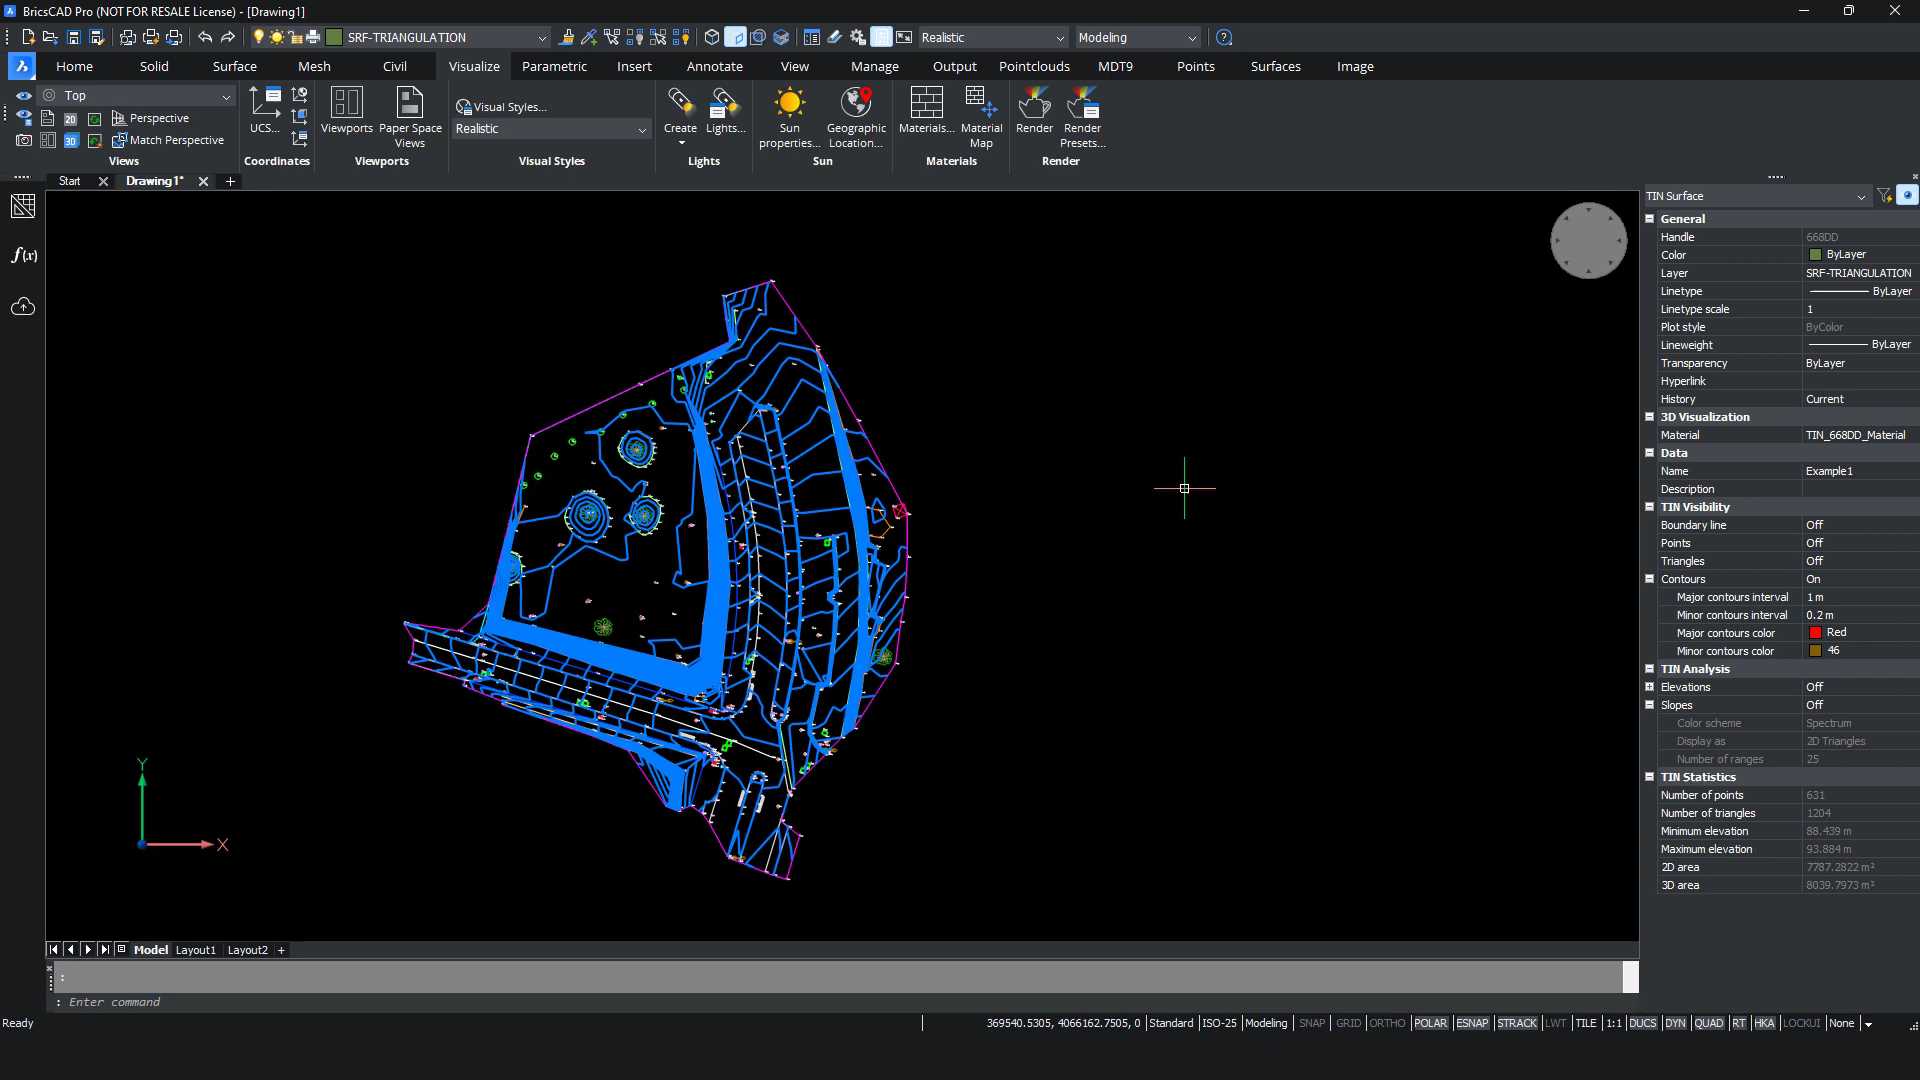 BricsCAD Pro (NOT FOR RESALE License) - [Drawing1]
SRF-TRIANGULATION
Realistic
Modeling
Home Solid Surface Mesh Civil Visualize Parametric Insert Annotate View Manage Output Pointclouds MDT9 Points Surfaces Image
Top
2D
Perspective
3D
Match Perspective
Views
UCS...
Coordinates
Viewports
Paper Space
Views
Viewports
Visual Styles...
Realistic
Visual Styles
Create
Lights...
Lights
Sun
properties...
Geographic
Location...
Sun
Materials...
Material
Map
Materials
Render
Render
Presets...
Render
Start
Drawing1*
f(x)
Y
X
TIN Surface
General
Handle 668DD
Color ByLayer
Layer SRF-TRIANGULATION
Linetype ByLayer
Linetype scale 1
Plot style ByColor
Lineweight ByLayer
Transparency ByLayer
Hyperlink
History Current
3D Visualization
Material TIN_668DD_Material
Data
Name Example1
Description
TIN Visibility
Boundary line Off
Points Off
Triangles Off
Contours On
Major contours interval 1 m
Minor contours interval 0.2 m
Major contours color Red
Minor contours color 46
TIN Analysis
Elevations Off
Slopes Off
Color scheme Spectrum
Display as 2D Triangles
Number of ranges 25
TIN Statistics
Number of points 631
Number of triangles 1204
Minimum elevation 88.439 m
Maximum elevation 93.884 m
2D area 7787.2822 m²
3D area 8039.7973 m²
Model Layout1 Layout2 +
:
: Enter command
Ready
369540.5305, 4066162.7505, 0 Standard ISO-25 Modeling SNAP GRID ORTHO POLAR ESNAP STRACK LWT TILE 1:1 DUCS DYN QUAD RT HKA LOCKUI None